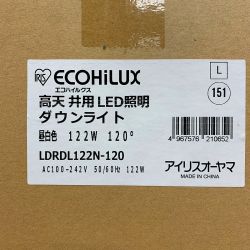 IRIS ECOHiLUX
エコハイルクス
L
151
高天井用LED照明
ダウンライト
昼白色 122W 120°
LDRDL122N-120
AC100-242V 50/60Hz 122W
4 967576 210652
アイリスオーヤマ
MADE IN CHINA